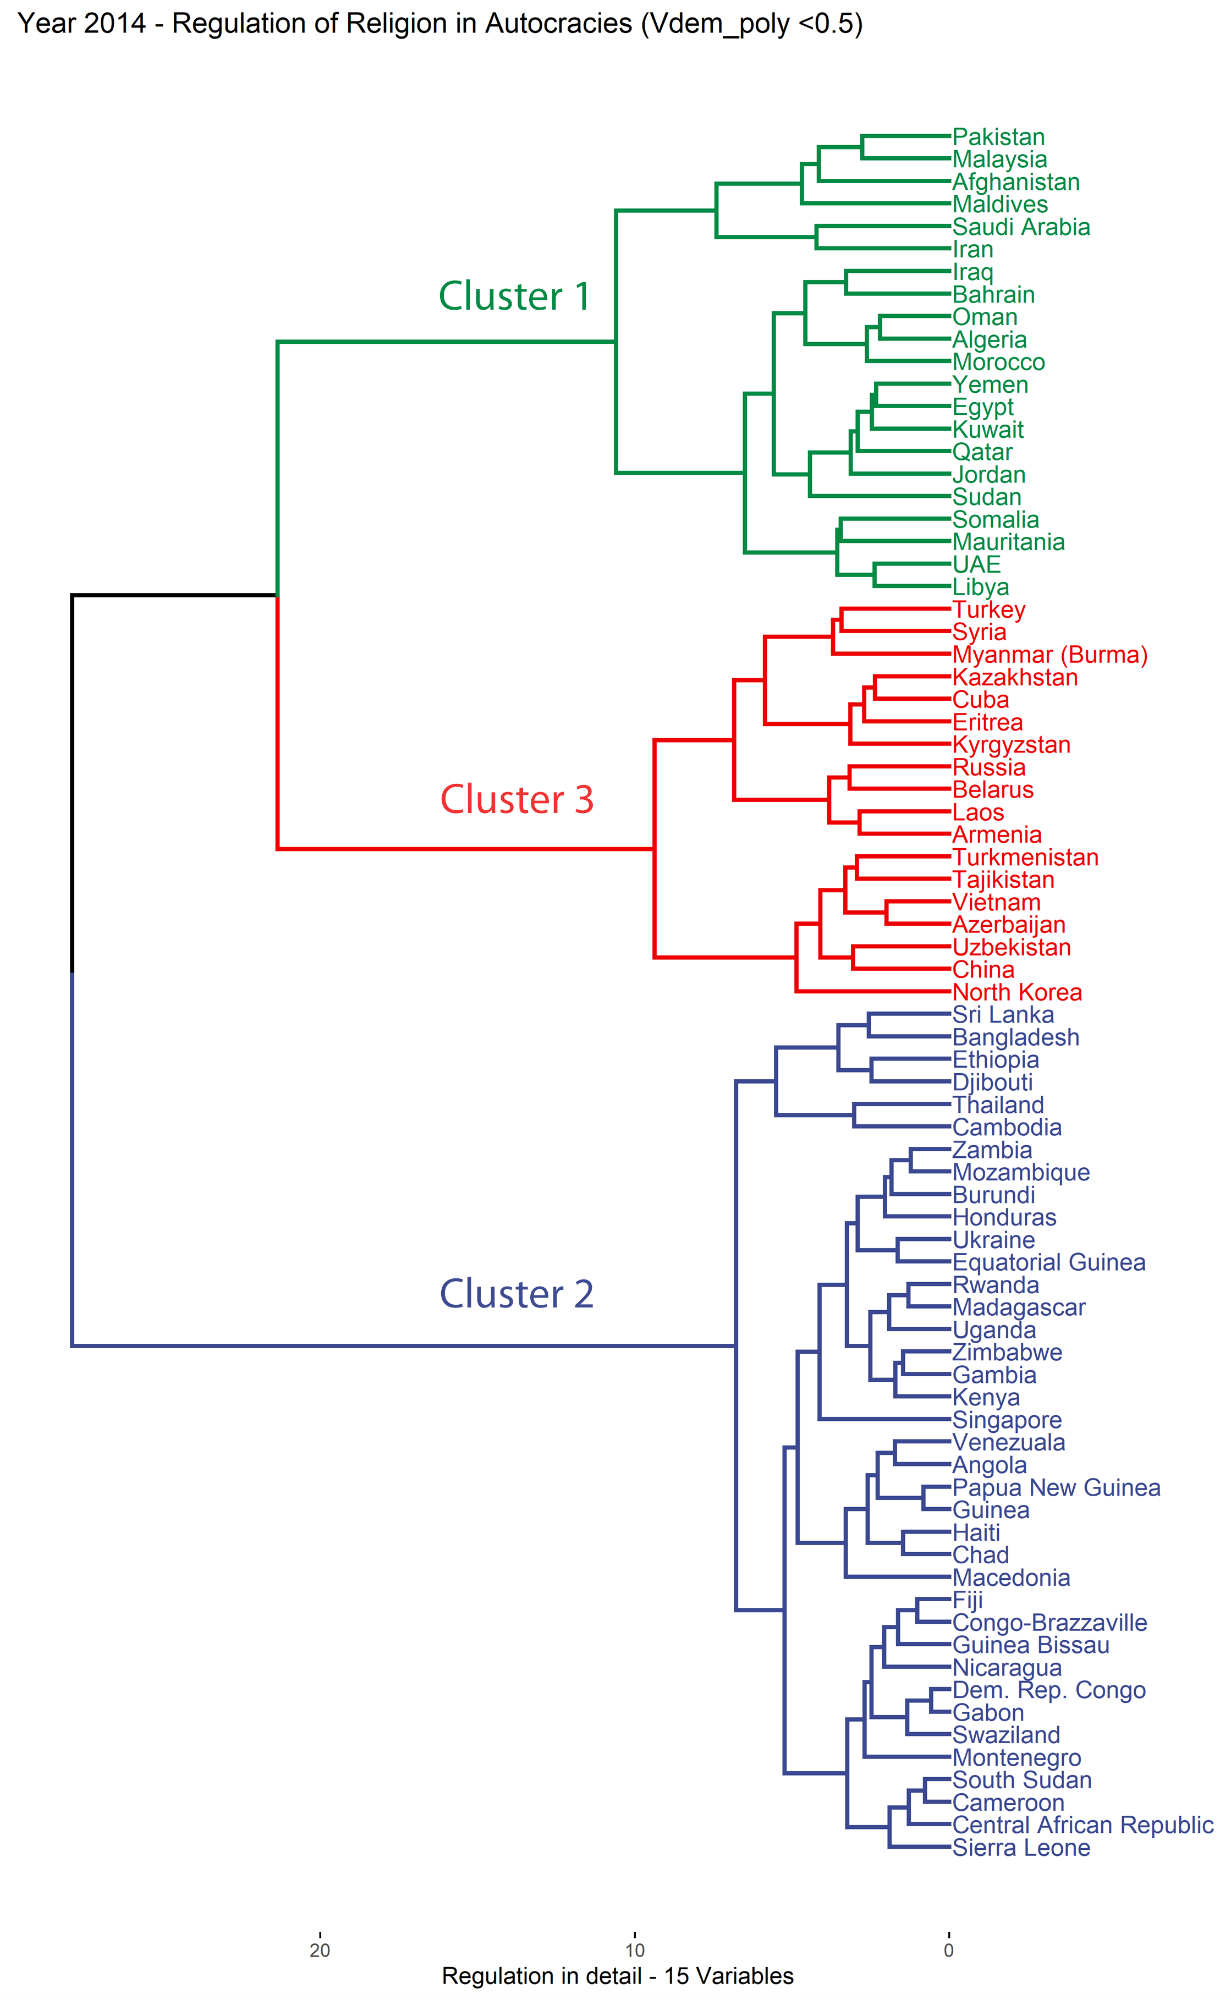 Year 2014 - Regulation of Religion in Autocracies (Vdem_poly <0.5)
Pakistan
Malaysia
Afghanistan
Maldives
Saudi Arabia
Iran
Iraq
Cluster 1
Bahrain
Oman
Algeria
Morocco
Yemen
Egypt
Kuwait
Qatar
Jordan
Sudan
Somalia
Mauritania
UAE
Libya
Turkey
Syria
Myanmar (Burma)
Kazakhstan
Cuba
Eritrea
Kyrgyzstan
Russia
Belarus
Cluster 3
Laos
Armenia
Turkmenistan
Tajikistan
Vietnam
Azerbaijan
Uzbekistan
China
North Korea
Sri Lanka
Bangladesh
Ethiopia
Djibouti
Thailand
Cambodia
Zambia
Mozambique
Burundi
Honduras
Ukraine
Equatorial Guinea
Rwanda
Cluster 2
Madagascar
Uganda
Zimbabwe
Gambia
Kenya
Singapore
Venezuala
Angola
Papua New Guinea
Guinea
Haiti
Chad
Macedonia
Fiji
Congo-Brazzaville
Guinea Bissau
Nicaragua
Dem. Rep. Congo
Gabon
Swaziland
Montenegro
South Sudan
Cameroon
Central African Republic
Sierra Leone
20 10 0
Regulation in detail - 15 Variables